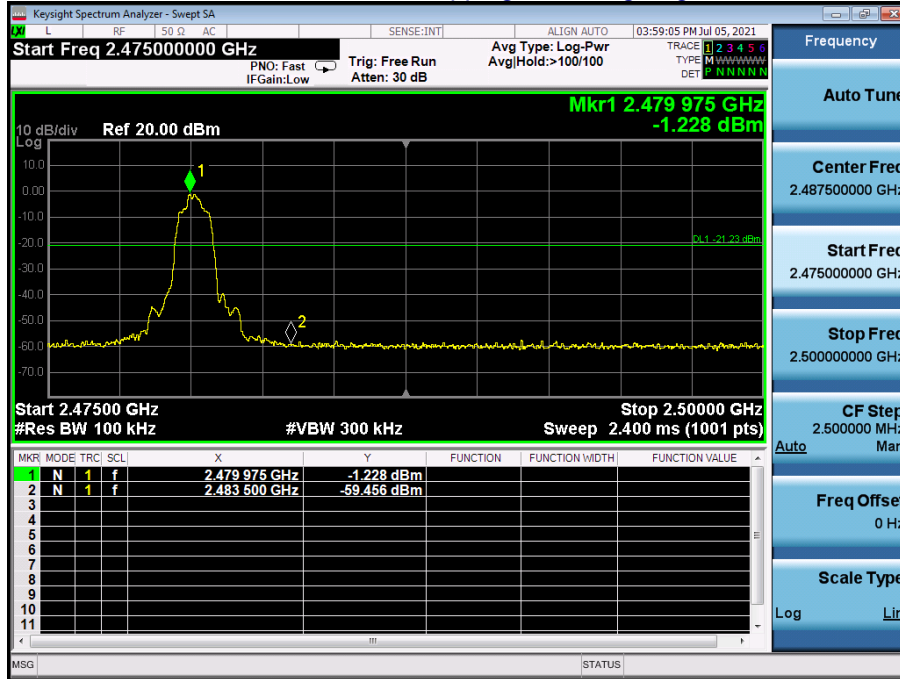 Keysight Spectrum Analyzer - Swept SA
LXI L RF 50 Ω AC SENSE:INT ALIGN AUTO 03:59:05 PM Jul 05, 2021
Start Freq 2.475000000 GHz
PNO: Fast
IFGain:Low
Trig: Free Run
Atten: 30 dB
Avg Type: Log-Pwr
Avg|Hold:>100/100
TRACE 1 2 3 4 5 6
TYPE M WWWWW
DET P N N N N N
Mkr1 2.479 975 GHz
-1.228 dBm
10 dB/div Ref 20.00 dBm
Log
10.0
0.00
-10.0
-20.0
-30.0
-40.0
-50.0
-60.0
-70.0
1
2
DL1 -21.23 dBm
Start 2.47500 GHz Stop 2.50000 GHz
#Res BW 100 kHz #VBW 300 kHz Sweep 2.400 ms (1001 pts)
MKR MODE TRC SCL X Y FUNCTION FUNCTION WIDTH FUNCTION VALUE
1 N 1 f 2.479 975 GHz -1.228 dBm
2 N 1 f 2.483 500 GHz -59.456 dBm
3
4
5
6
7
8
9
10
11
MSG STATUS
Frequency
Auto Tune
Center Freq
2.487500000 GHz
Start Freq
2.475000000 GHz
Stop Freq
2.500000000 GHz
CF Step
2.500000 MHz
Auto Man
Freq Offset
0 Hz
Scale Type
Log Lin